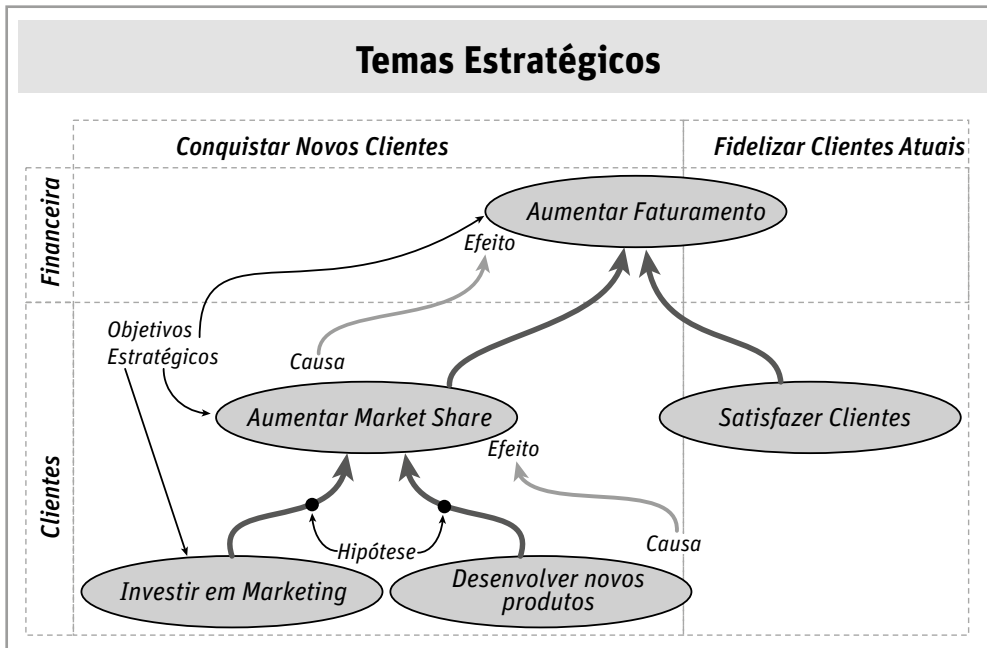 Temas Estratégicos
Conquistar Novos Clientes
Fidelizar Clientes Atuais
Financeira
Aumentar Faturamento
Efeito
Objetivos
Estratégicos
Causa
Clientes
Aumentar Market Share
Satisfazer Clientes
Efeito
Hipótese
Causa
Investir em Marketing
Desenvolver novos
produtos